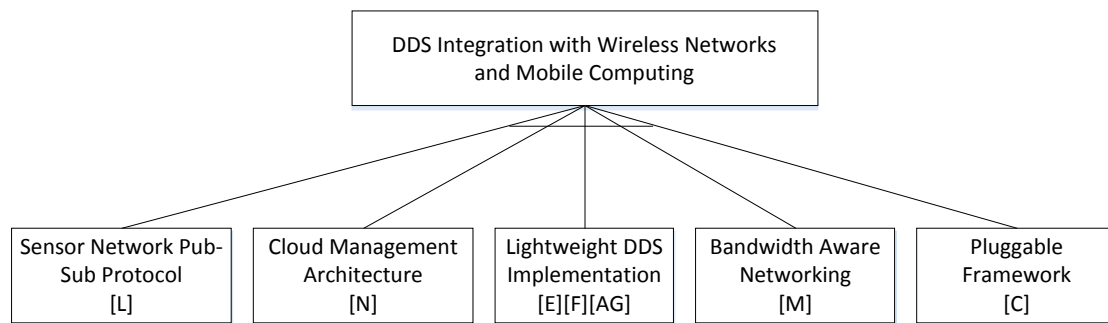 DDS Integration with Wireless Networks
and Mobile Computing
Sensor Network Pub-
Sub Protocol
[L]
Cloud Management
Architecture
[N]
Lightweight DDS
Implementation
[E][F][AG]
Bandwidth Aware
Networking
[M]
Pluggable
Framework
[C]